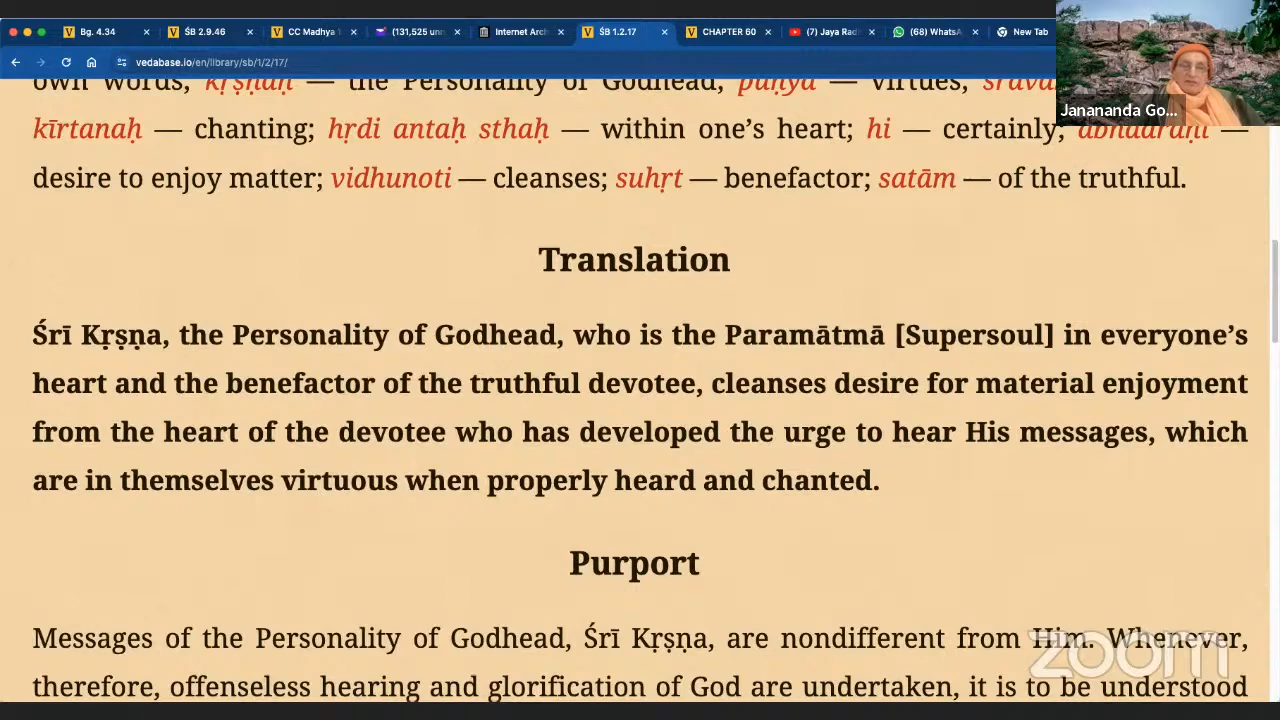 Bg. 4.34
ŚB 2.9.46
CC Madhya
(131,525 unr
Internet Arc
ŚB 1.2.17
CHAPTER 60
(7) Jaya Rad
(68) WhatsA
New Tab
vedabase.io/en/library/sb/1/2/17/
Janananda Go...
own words; kṛṣṇaḥ — the Personality of Godhead; puṇya — virtues;
kīrtanaḥ — chanting; hṛdi antaḥ sthaḥ — within one’s heart; hi — certainly; abhadrāṇi —
desire to enjoy matter; vidhunoti — cleanses; suhṛt — benefactor; satām — of the truthful.
Translation
Śrī Kṛṣṇa, the Personality of Godhead, who is the Paramātmā [Supersoul] in everyone’s
heart and the benefactor of the truthful devotee, cleanses desire for material enjoyment
from the heart of the devotee who has developed the urge to hear His messages, which
are in themselves virtuous when properly heard and chanted.
Purport
Messages of the Personality of Godhead, Śrī Kṛṣṇa, are nondifferent from Him. Whenever,
therefore, offenseless hearing and glorification of God are undertaken, it is to be understood
zoom